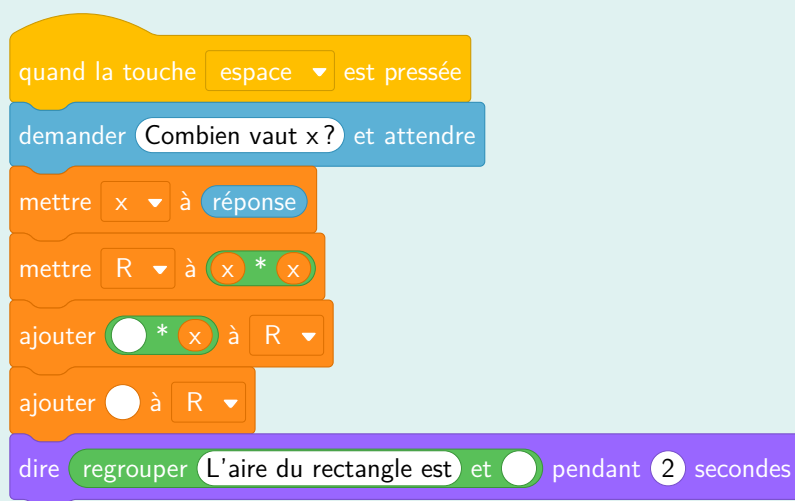 quand la touche espace est pressée
demander Combien vaut x ? et attendre
mettre x à réponse
mettre R à x * x
ajouter * x à R
ajouter à R
dire regrouper L'aire du rectangle est et pendant 2 secondes